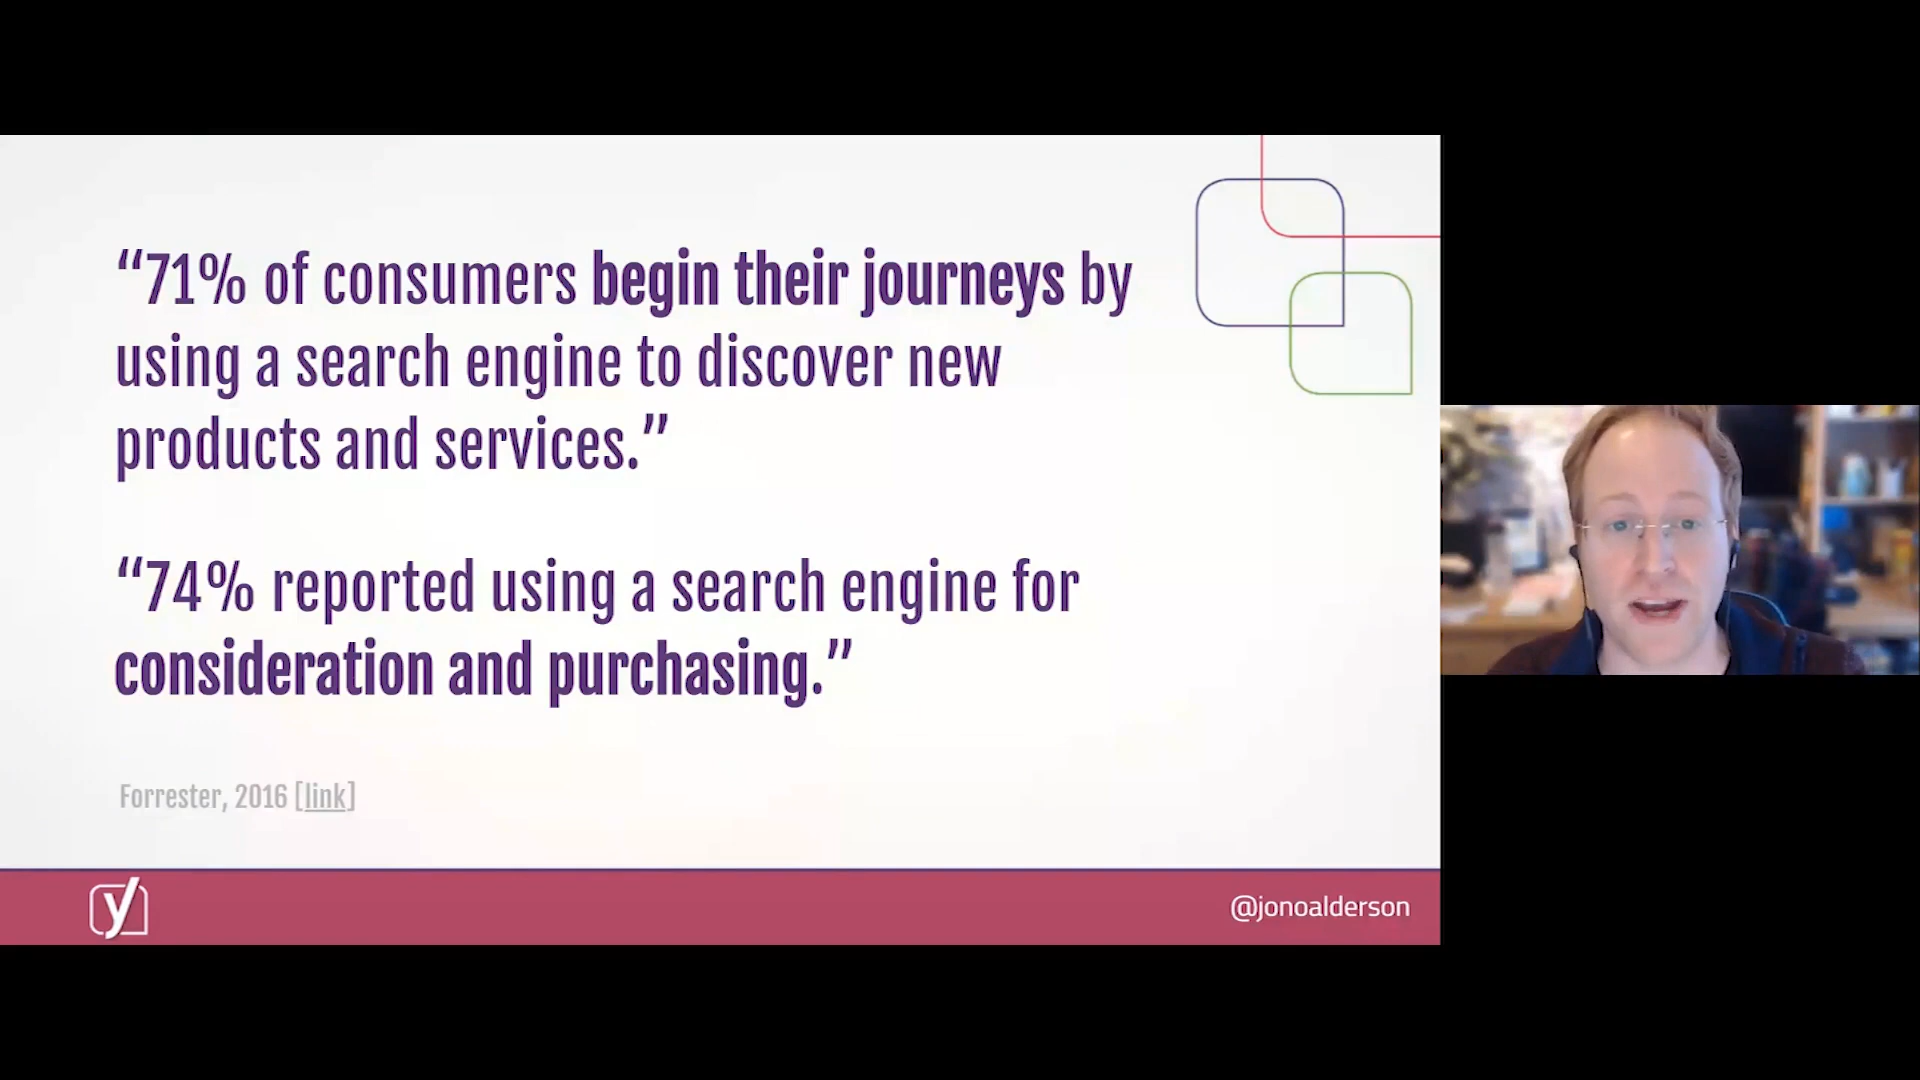 “71% of consumers begin their journeys by
using a search engine to discover new
products and services.”
“74% reported using a search engine for
consideration and purchasing.”
Forrester, 2016 [link]
y
@jonoalderson